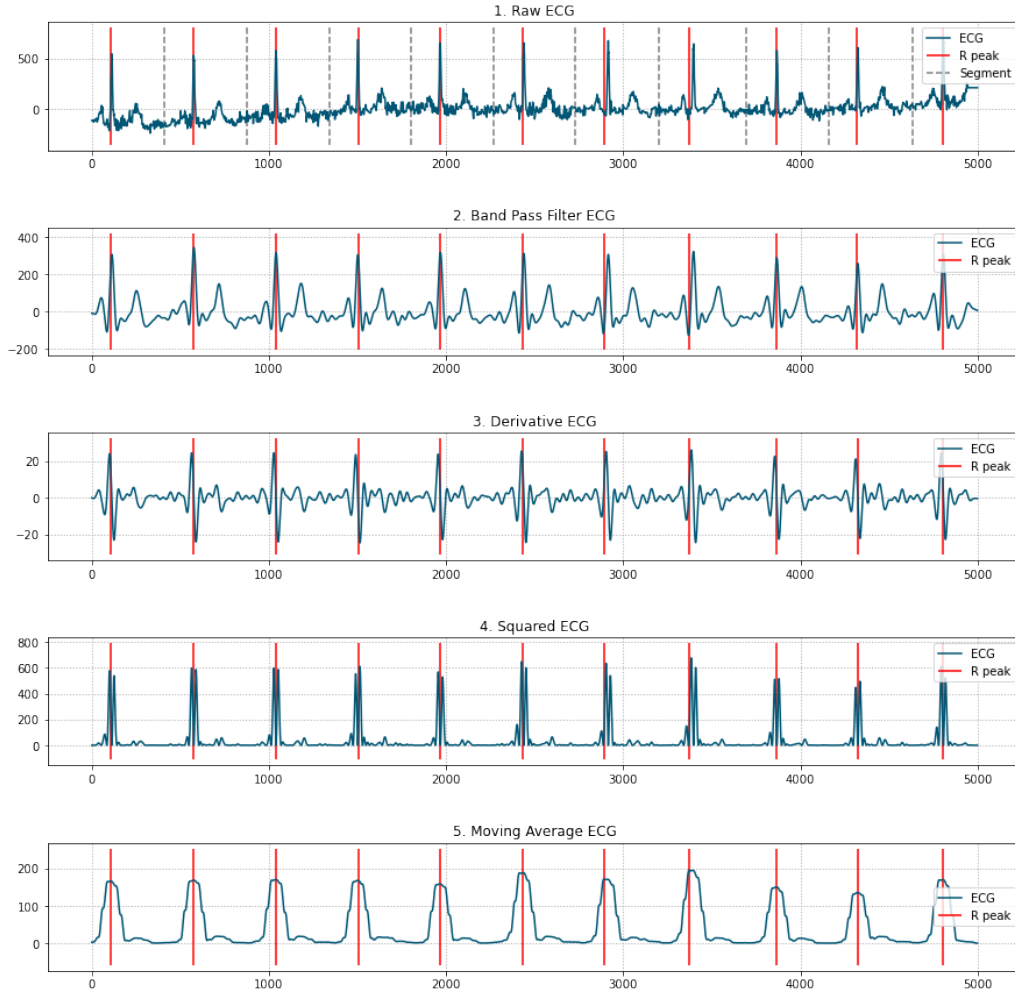 1. Raw ECG
ECG
R peak
Segment
500
0
0
1000
2000
3000
4000
5000
2. Band Pass Filter ECG
ECG
R peak
400
200
0
−200
0
1000
2000
3000
4000
5000
3. Derivative ECG
ECG
R peak
20
0
−20
0
1000
2000
3000
4000
5000
4. Squared ECG
ECG
R peak
800
600
400
200
0
0
1000
2000
3000
4000
5000
5. Moving Average ECG
ECG
R peak
200
100
0
0
1000
2000
3000
4000
5000